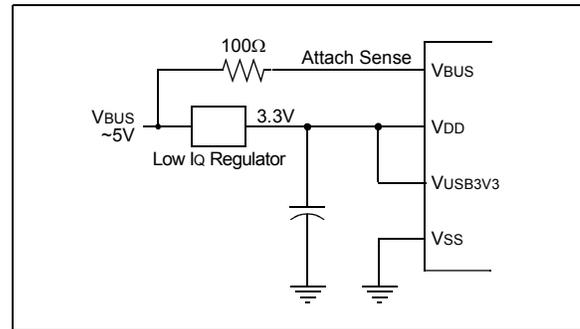 100Ω
Attach Sense
VBUS
VBUS
~5V
3.3V
VDD
Low IQ Regulator
VUSB3V3
VSS